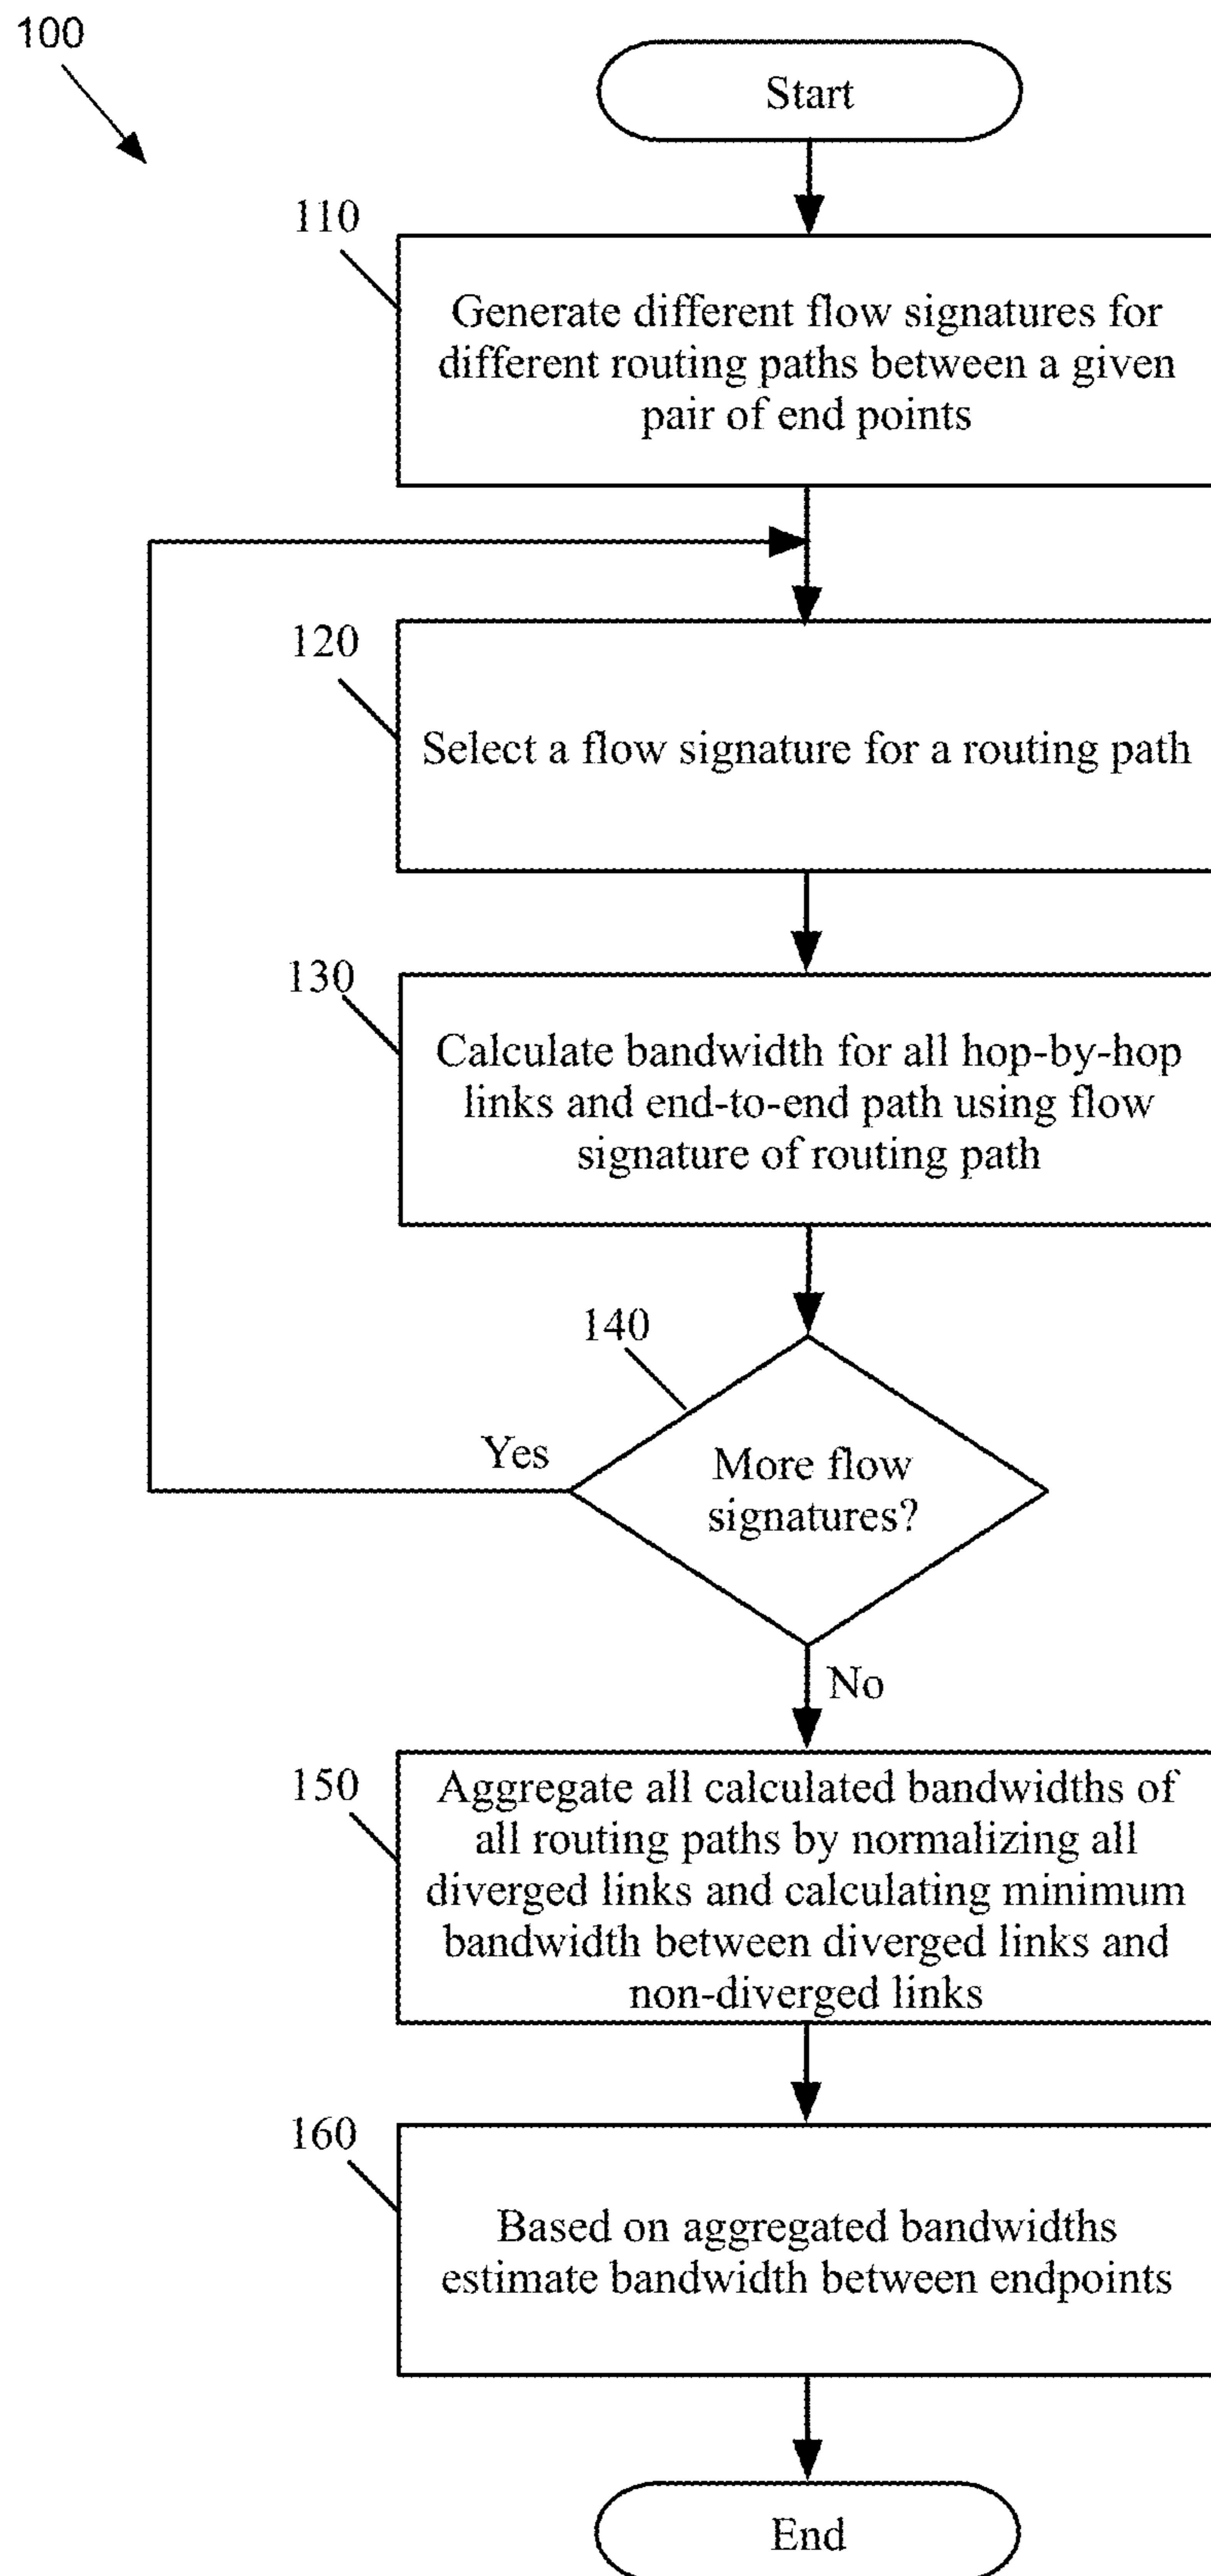 100
Start
110
Generate different flow signatures for
different routing paths between a given
pair of end points
120
Select a flow signature for a routing path
130
Calculate bandwidth for all hop-by-hop
links and end-to-end path using flow
signature of routing path
140
Yes
More flow
signatures?
No
150
Aggregate all calculated bandwidths of
all routing paths by normalizing all
diverged links and calculating minimum
bandwidth between diverged links and
non-diverged links
160
Based on aggregated bandwidths
estimate bandwidth between endpoints
End